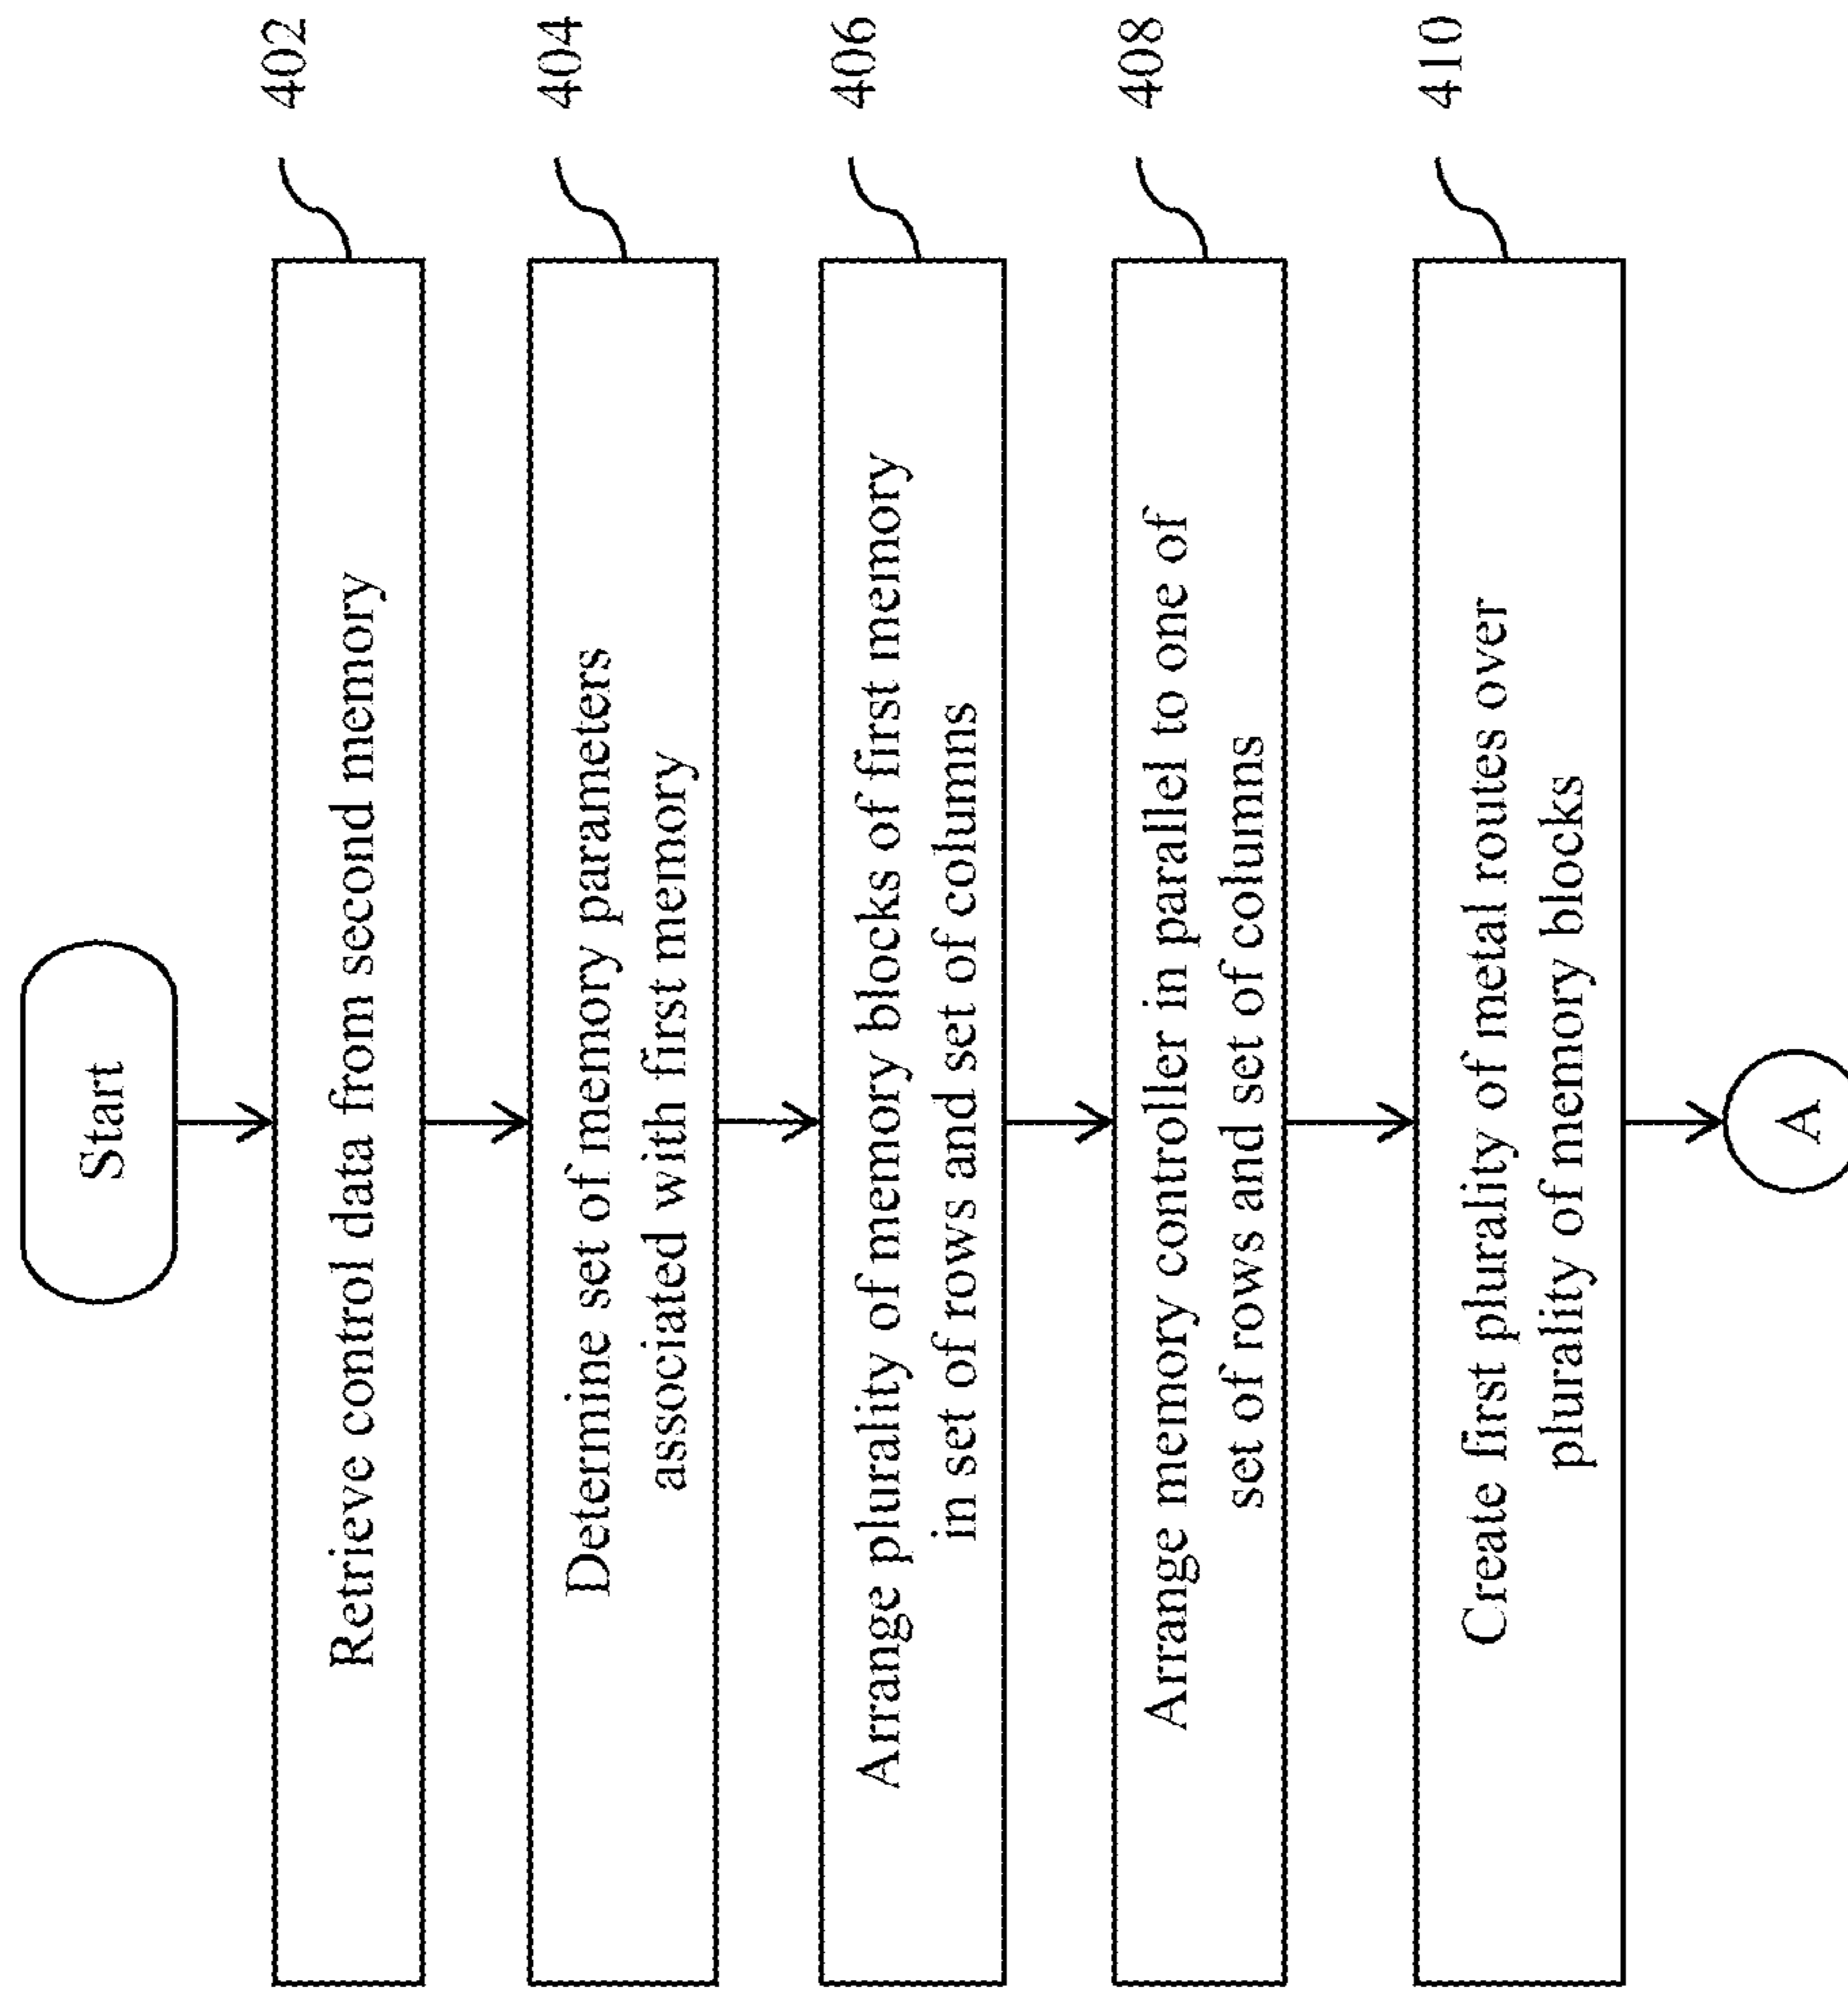 Start
402
Retrieve control data from second memory
404
Determine set of memory parameters
associated with first memory
406
Arrange plurality of memory blocks of first memory
in set of rows and set of columns
408
Arrange memory controller in parallel to one of
set of rows and set of columns
410
Create first plurality of metal routes over
plurality of memory blocks
A